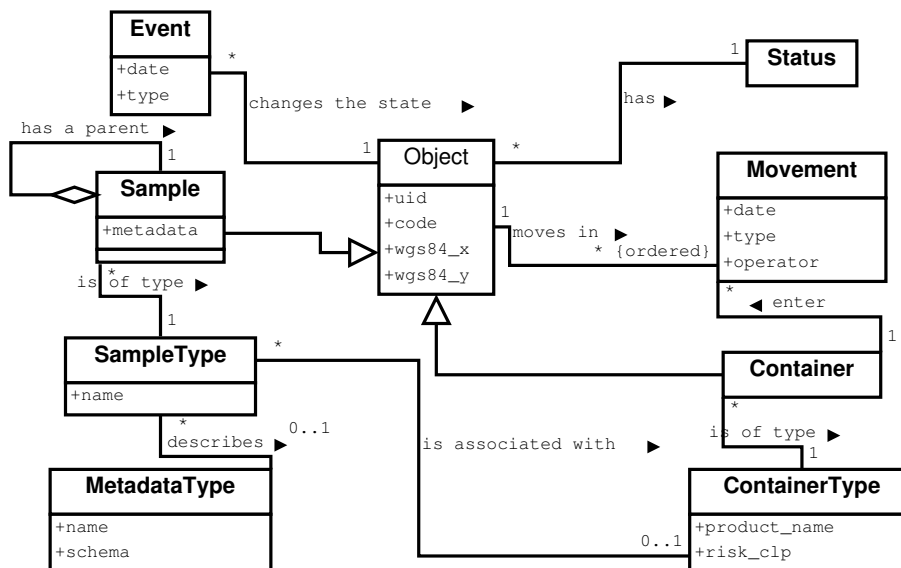 Event
+date
+type
*
changes the state ►
1
1
Status
*
has ►
*
has a parent ►
1
Sample
+metadata
Object
+uid
+code
+wgs84_x
+wgs84_y
1
moves in ►
* {ordered}
Movement
+date
+type
+operator
*
◄ enter
1
*
is of type ►
1
SampleType
+name
*
Container
*
is of type ►
1
*
describes ►
0..1
is associated with ►
MetadataType
+name
+schema
0..1
ContainerType
+product_name
+risk_clp